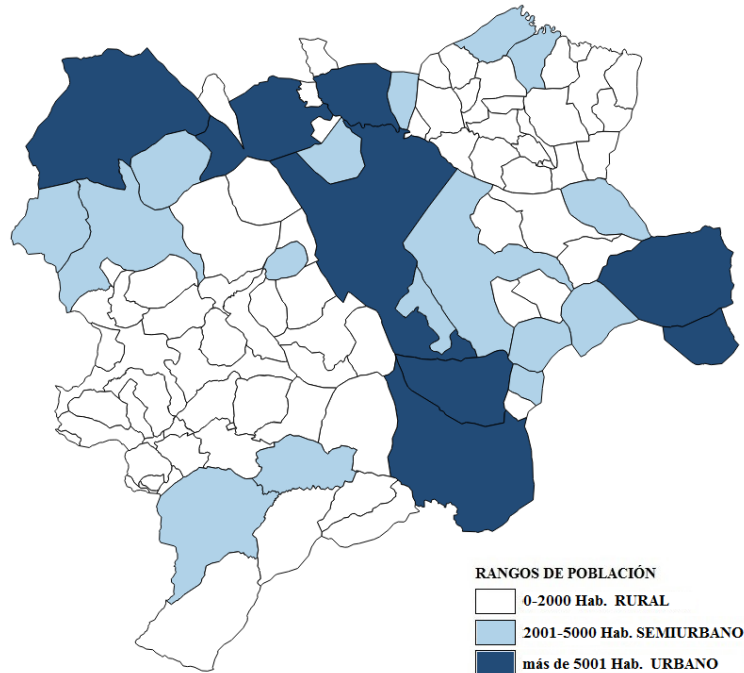 RANGOS DE POBLACIÓN
0-2000 Hab. RURAL
2001-5000 Hab. SEMIURBANO
más de 5001 Hab. URBANO